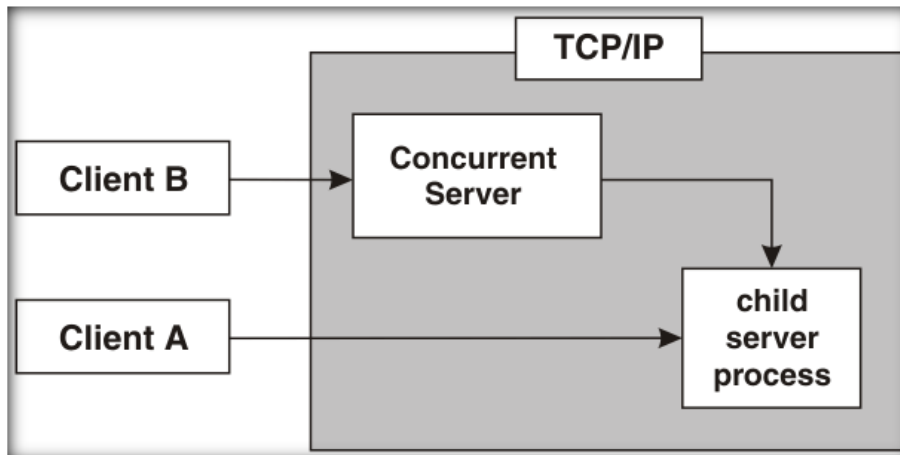 TCP/IP
Concurrent
Server
Client B
child
server
process
Client A